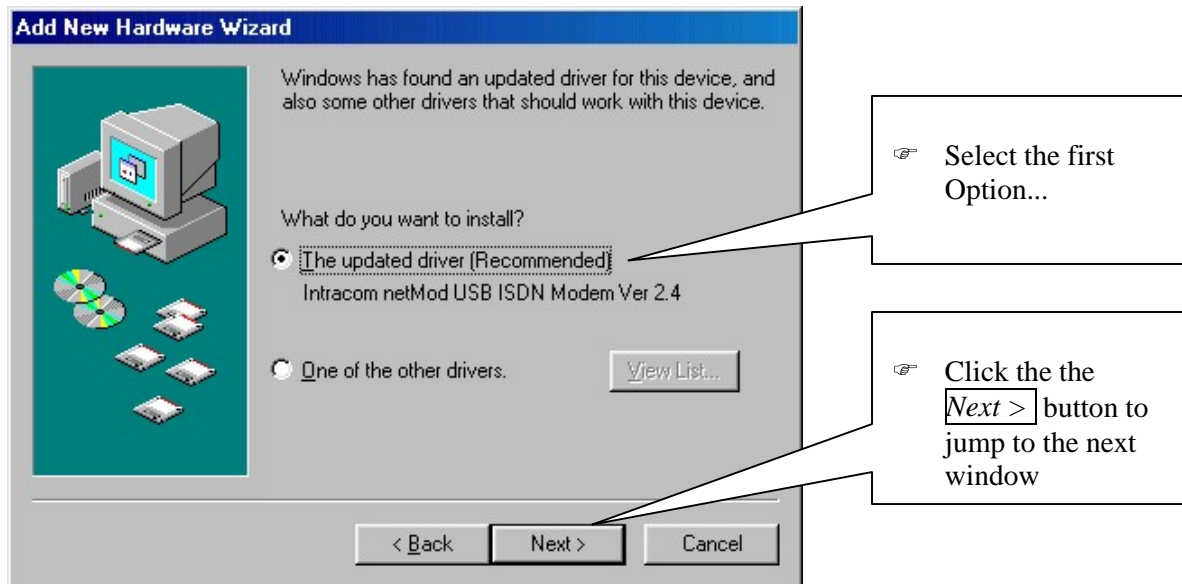 Add New Hardware Wizard
Windows has found an updated driver for this device, and
also some other drivers that should work with this device.
What do you want to install?
The updated driver (Recommended)
Intracom netMod USB ISDN Modem Ver 2.4
One of the other drivers.
View List...
< Back
Next >
Cancel
☞ Select the first
Option...
☞ Click the the
Next > button to
jump to the next
window